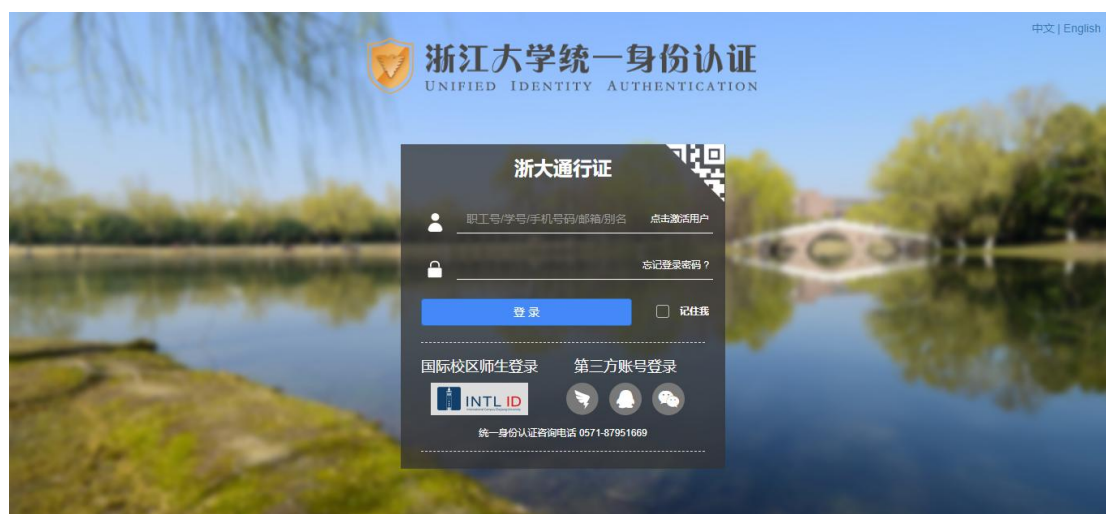 中文 | English
浙江大学统一身份认证
UNIFIED IDENTITY AUTHENTICATION
浙大通行证
职工号/学号/手机号码/邮箱/别名 点击激活用户
忘记登录密码？
登录 记住我
国际校区师生登录 第三方账号登录
INTL ID
统一身份认证咨询电话 0571-87951669